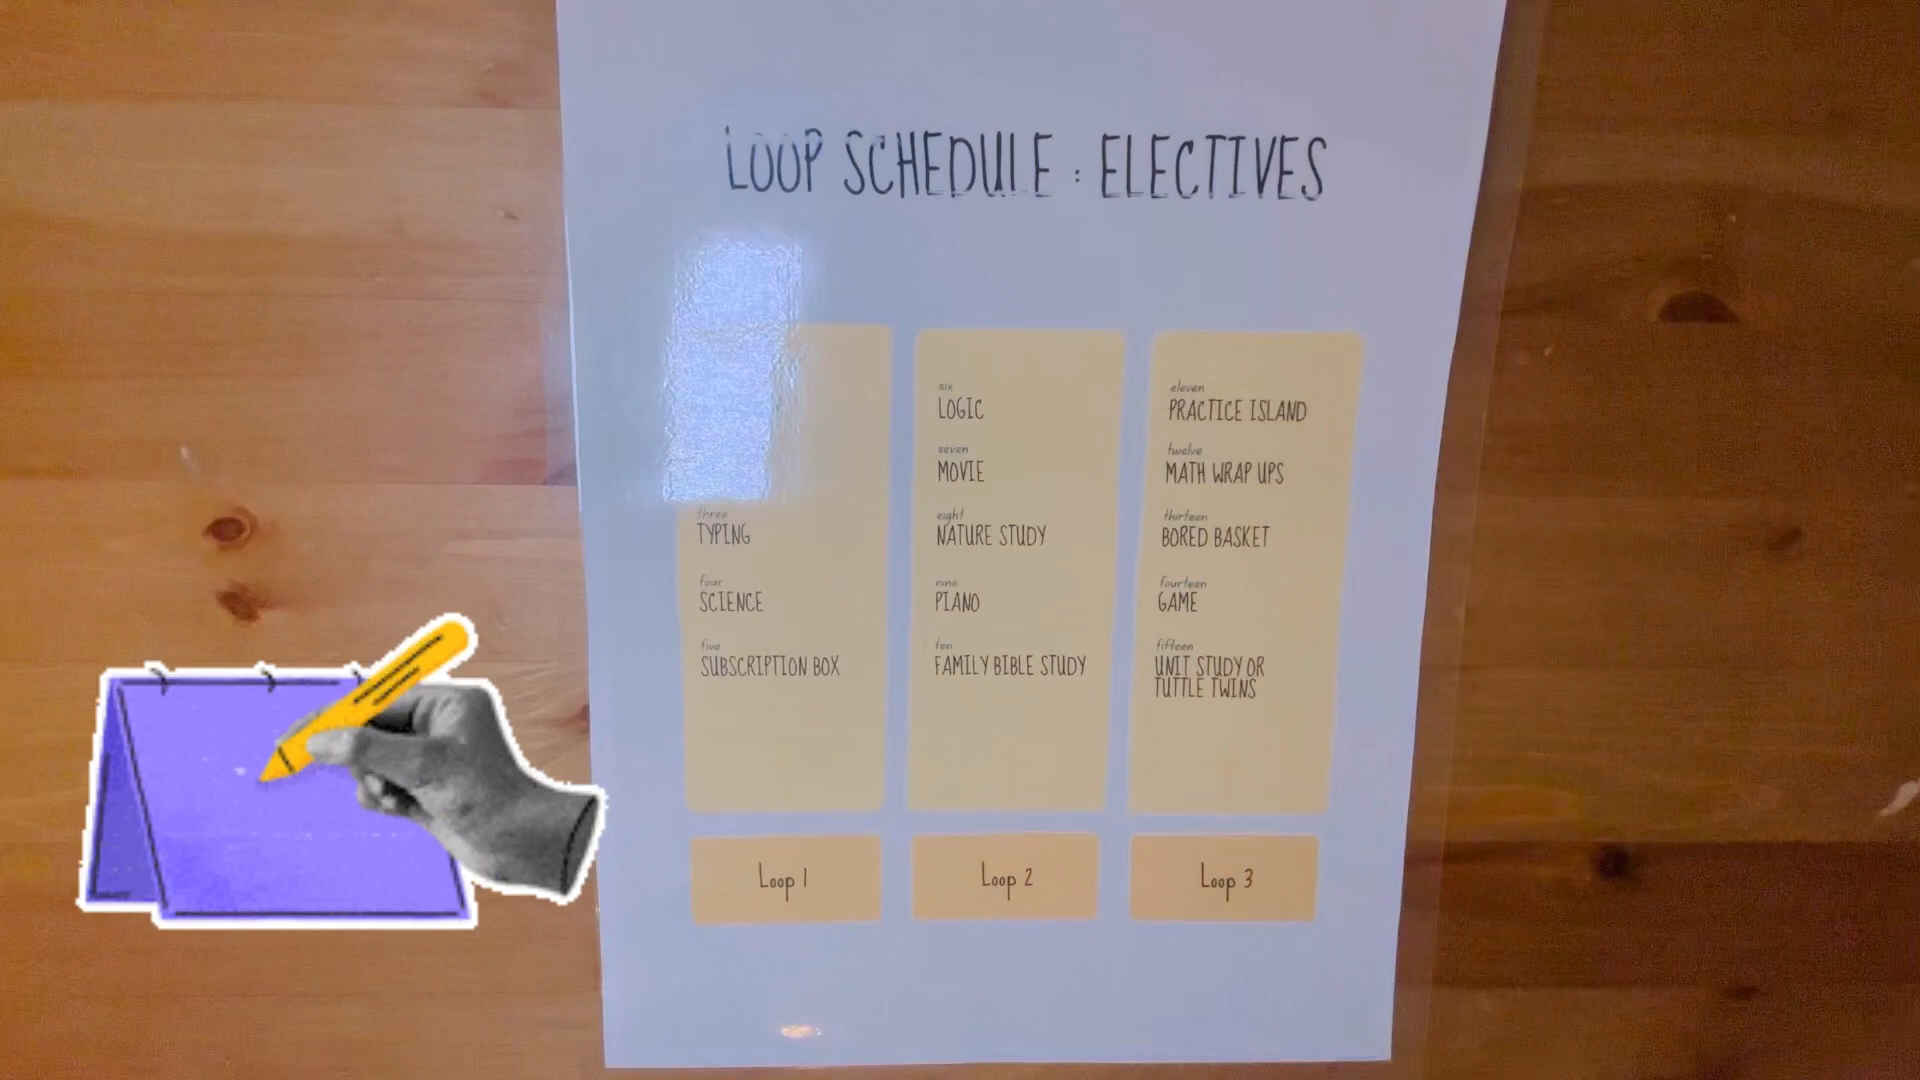 LOOP SCHEDULE : ELECTIVES
three
TYPING
four
SCIENCE
five
SUBSCRIPTION BOX
six
LOGIC
seven
MOVIE
eight
NATURE STUDY
nine
PIANO
ten
FAMILY BIBLE STUDY
eleven
PRACTICE ISLAND
twelve
MATH WRAP UPS
thirteen
BORED BASKET
fourteen
GAME
fifteen
UNIT STUDY OR
TUTTLE TWINS
Loop 1
Loop 2
Loop 3